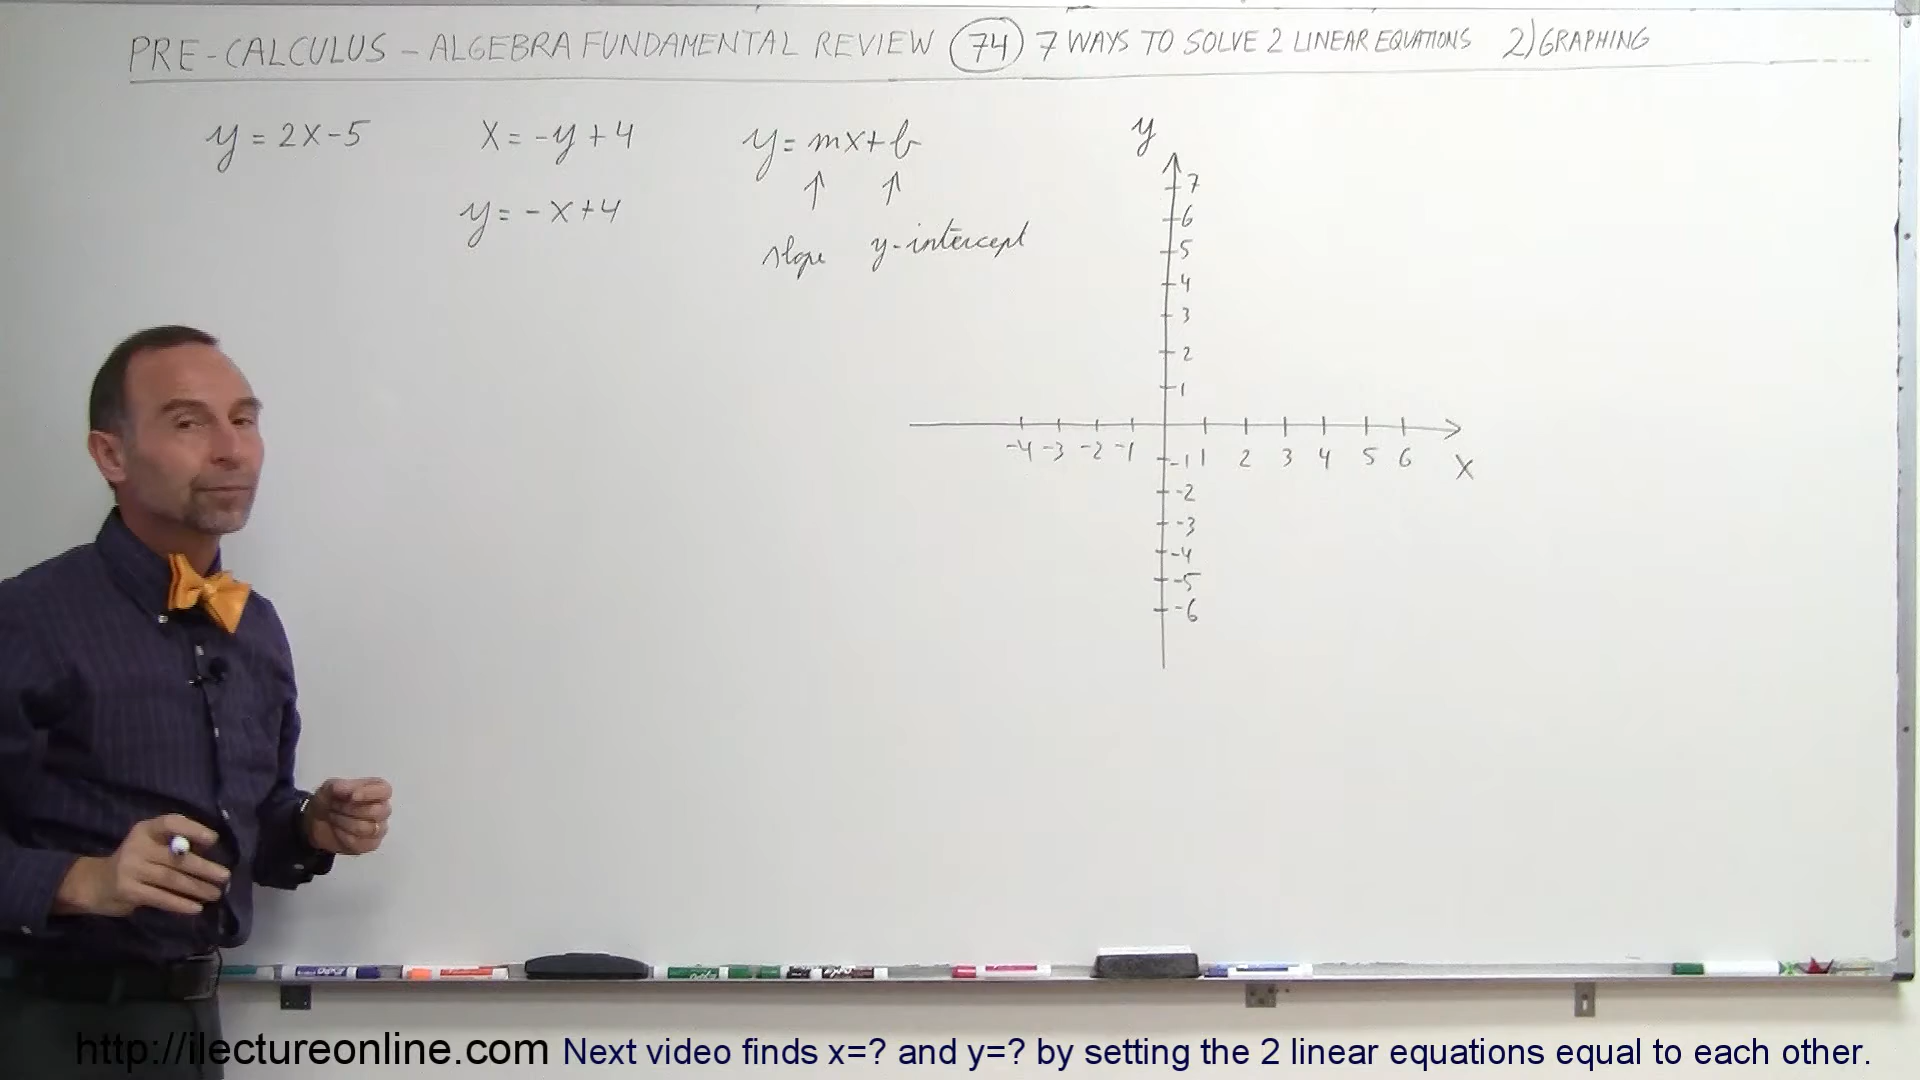 PRE-CALCULUS - ALGEBRA FUNDAMENTAL REVIEW 74 7 WAYS TO SOLVE 2 LINEAR EQUATIONS 2) GRAPHING
y = 2x-5 x = -y + 4 y = mx + b y
y = -x + 4
slope y-intercept
7
6
5
4
3
2
1
-4 -3 -2 -1 1 2 3 4 5 6 x
-1
-2
-3
-4
-5
-6
http://ilectureonline.com Next video finds x=? and y=? by setting the 2 linear equations equal to each other.